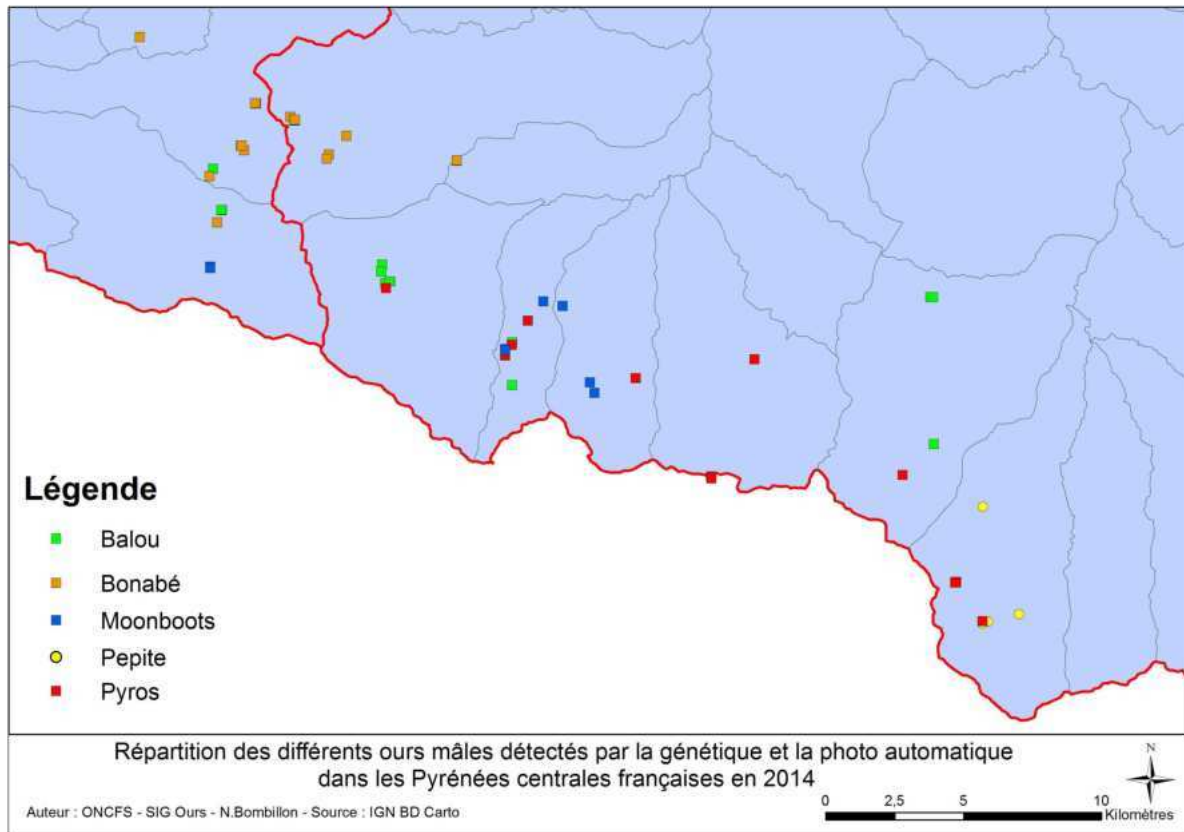 Légende
Balou
Bonabé
Moonboots
Pepite
Pyros
Répartition des différents ours mâles détectés par la génétique et la photo automatique
dans les Pyrénées centrales françaises en 2014
Auteur : ONCFS - SIG Ours - N.Bombillon - Source : IGN BD Carto
N
0 2,5 5 10
Kilomètres